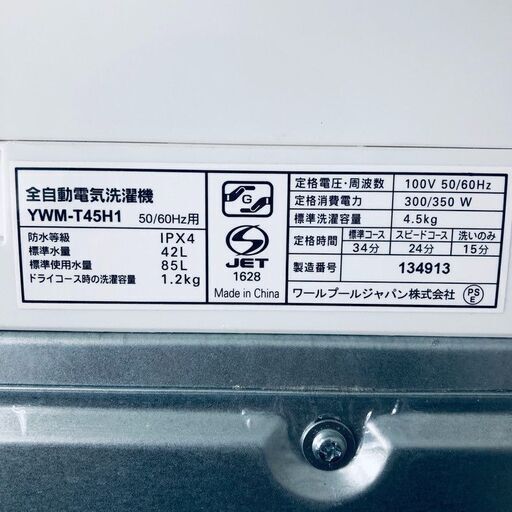 全自動電気洗濯機
YWM-T45H1 50/60Hz用
防水等級 IPX4
標準水量 42L
標準使用水量 85L
ドライコース時の洗濯容量 1.2kg
G
S
JET
1628
Made in China
定格電圧・周波数 100V 50/60Hz
定格消費電力 300/350 W
標準洗濯容量 4.5kg
定格時間 標準コース スピードコース 洗いのみ
34分 24分 15分
製造番号 134913
ワールプールジャパン株式会社 PSE